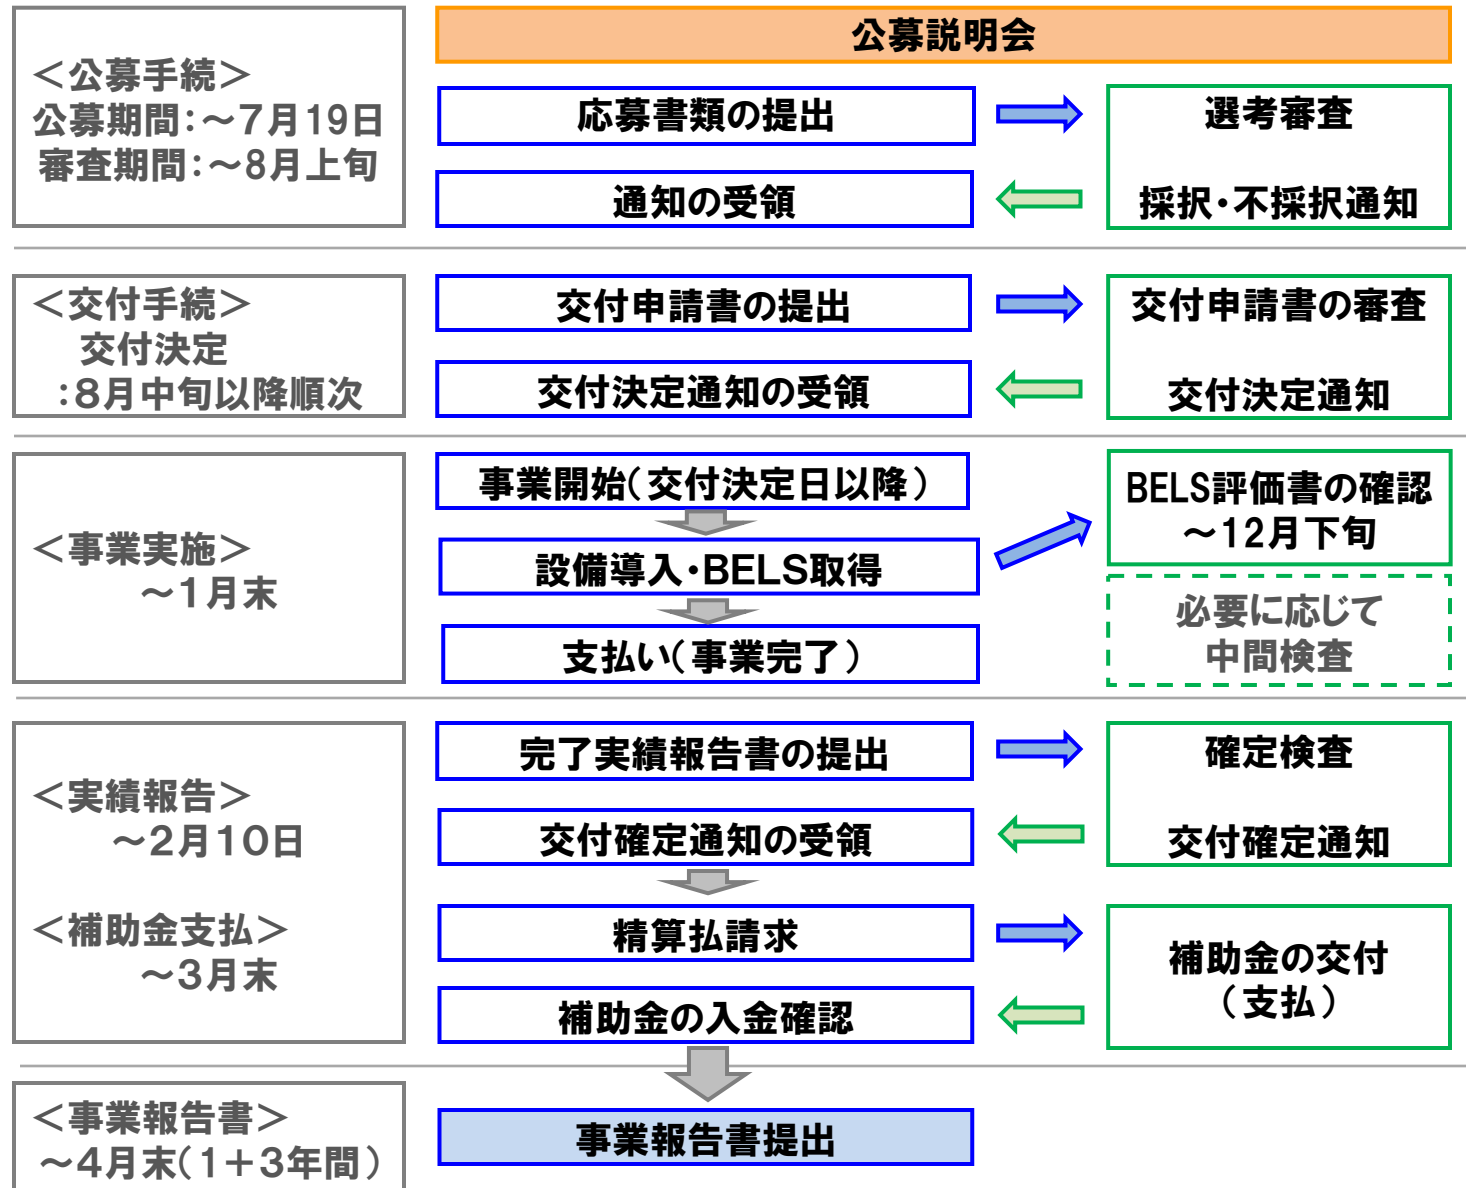 公募説明会
＜公募手続＞
公募期間：～7月19日
審査期間：～8月上旬
応募書類の提出
選考審査
通知の受領
採択・不採択通知
＜交付手続＞
交付決定
：8月中旬以降順次
交付申請書の提出
交付申請書の審査
交付決定通知の受領
交付決定通知
＜事業実施＞
～1月末
事業開始（交付決定日以降）
設備導入・BELS取得
支払い（事業完了）
BELS評価書の確認
～12月下旬
必要に応じて
中間検査
＜実績報告＞
～2月10日
＜補助金支払＞
～3月末
完了実績報告書の提出
確定検査
交付確定通知の受領
交付確定通知
精算払請求
補助金の交付
（支払）
補助金の入金確認
＜事業報告書＞
～4月末（1＋3年間）
事業報告書提出